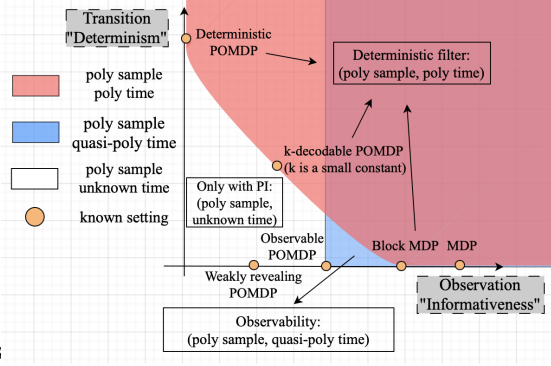 Transition
"Determinism"
Deterministic
POMDP
Deterministic filter:
(poly sample, poly time)
poly sample
poly time
poly sample
quasi-poly time
poly sample
unknown time
known setting
k-decodable POMDP
(k is a small constant)
Only with PI:
(poly sample,
unknown time)
Observable
POMDP
Block MDP
MDP
Weakly revealing
POMDP
Observation
"Informativeness"
Observability:
(poly sample, quasi-poly time)